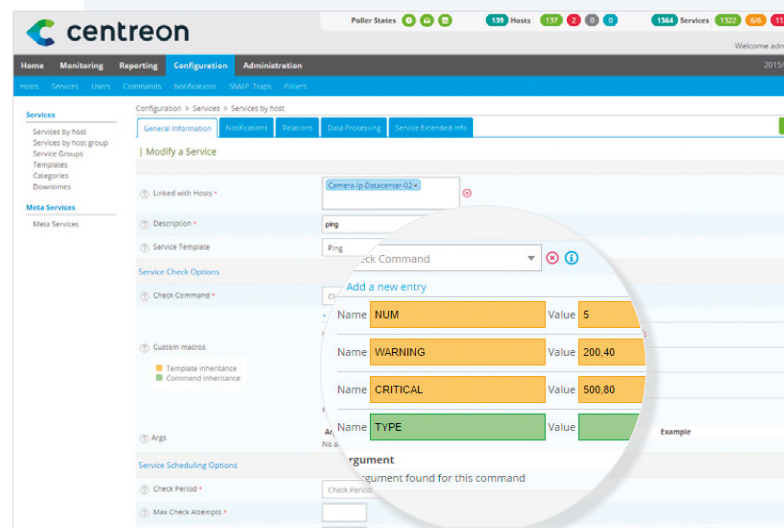 centreon
Poller States 139 Hosts 137 2 0 0 1364 Services 1322 6/6
Welcome adm
Home Monitoring Reporting Configuration Administration
2015/
Hosts Services Users Commands Notifications SNMP Traps Pollers
Configuration > Services > Services by host
Services
Services by host
Services by host group
Service Groups
Templates
Categories
Downtimes
Meta Services
Meta Services
General Information Notifications Relations Data Processing Service Extended Info
Modify a Service
Linked with Hosts *
Camera-Ip-Datacenter-02
Description *
ping
Service Template
Ping
Service Check Options
Check Command *
Custom macros
Template inheritance
Command inheritance
Args
Example
Service Scheduling Options
Check Period *
Check Period
Max Check Attempts *
Command
Add a new entry
Name NUM Value 5
Name WARNING Value 200,40
Name CRITICAL Value 500,80
Name TYPE Value
rgument
rgument found for this command